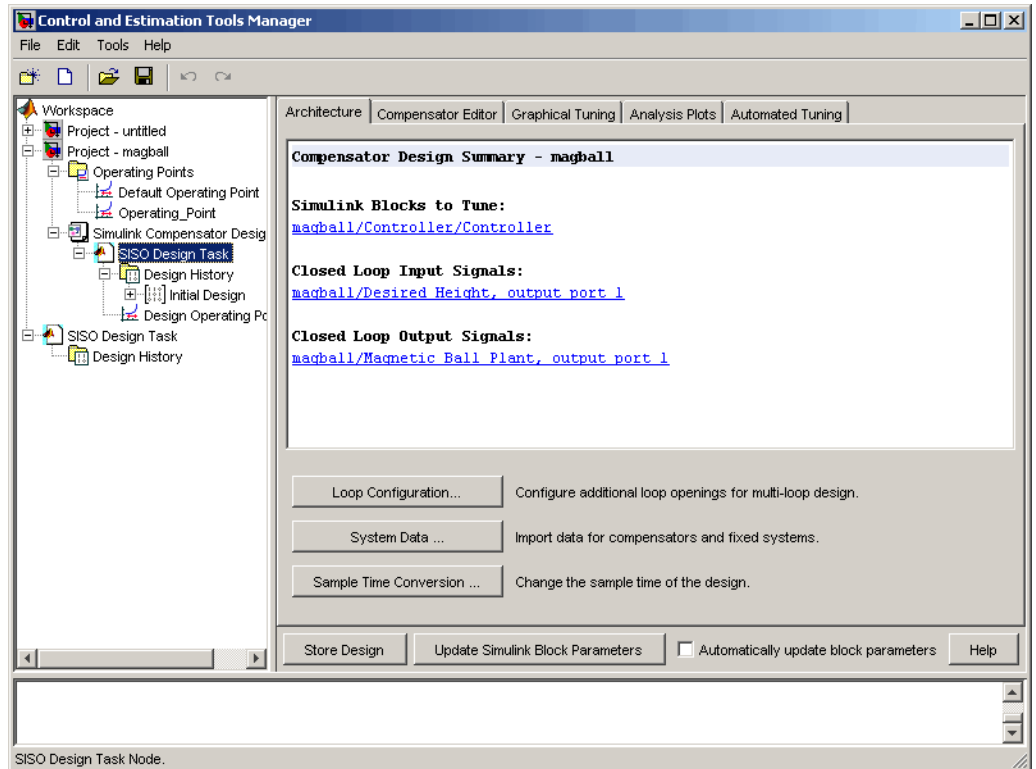 Control and Estimation Tools Manager
File Edit Tools Help
Workspace
Project - untitled
Project - magball
Operating Points
Default Operating Point
Operating_Point
Simulink Compensator Desig
SISO Design Task
Design History
Initial Design
Design Operating Po
SISO Design Task
Design History
Architecture Compensator Editor Graphical Tuning Analysis Plots Automated Tuning
Compensator Design Summary - magball
Simulink Blocks to Tune:
magball/Controller/Controller
Closed Loop Input Signals:
magball/Desired Height, output port 1
Closed Loop Output Signals:
magball/Magnetic Ball Plant, output port 1
Loop Configuration... Configure additional loop openings for multi-loop design.
System Data ... Import data for compensators and fixed systems.
Sample Time Conversion ... Change the sample time of the design.
Store Design Update Simulink Block Parameters Automatically update block parameters Help
SISO Design Task Node.